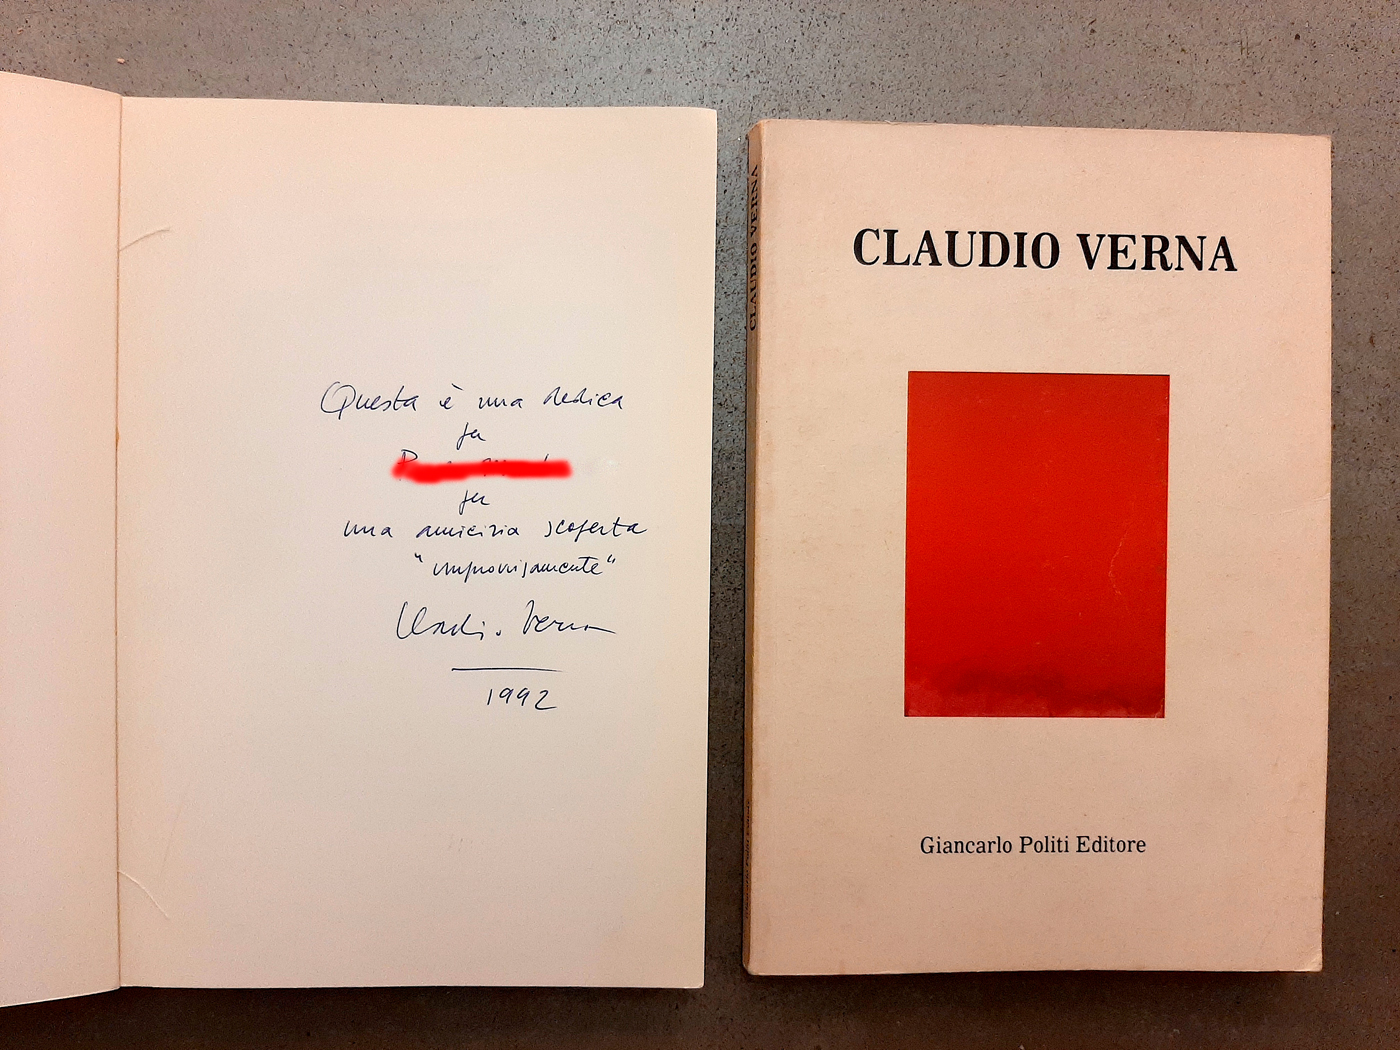 Questa è una dedica
per
per
una amicizia scoperta
"improvvisamente"
Claudio Verna
1992
CLAUDIO VERNA
CLAUDIO VERNA
Giancarlo Politi Editore